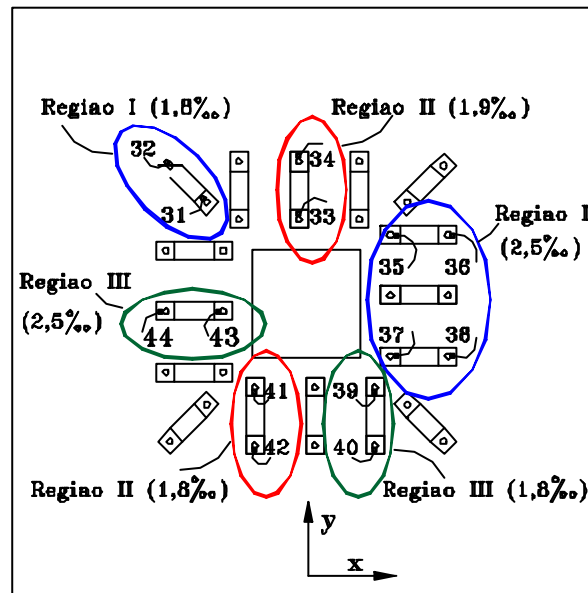 Regiao I (1,8‰)
Regiao II (1,9‰)
32
34
31
33
Regiao I
(2,5‰)
35
36
Regiao III
(2,5‰)
44
43
37
38
41
39
42
40
Regiao II (1,8‰)
Regiao III (1,8‰)
y
x